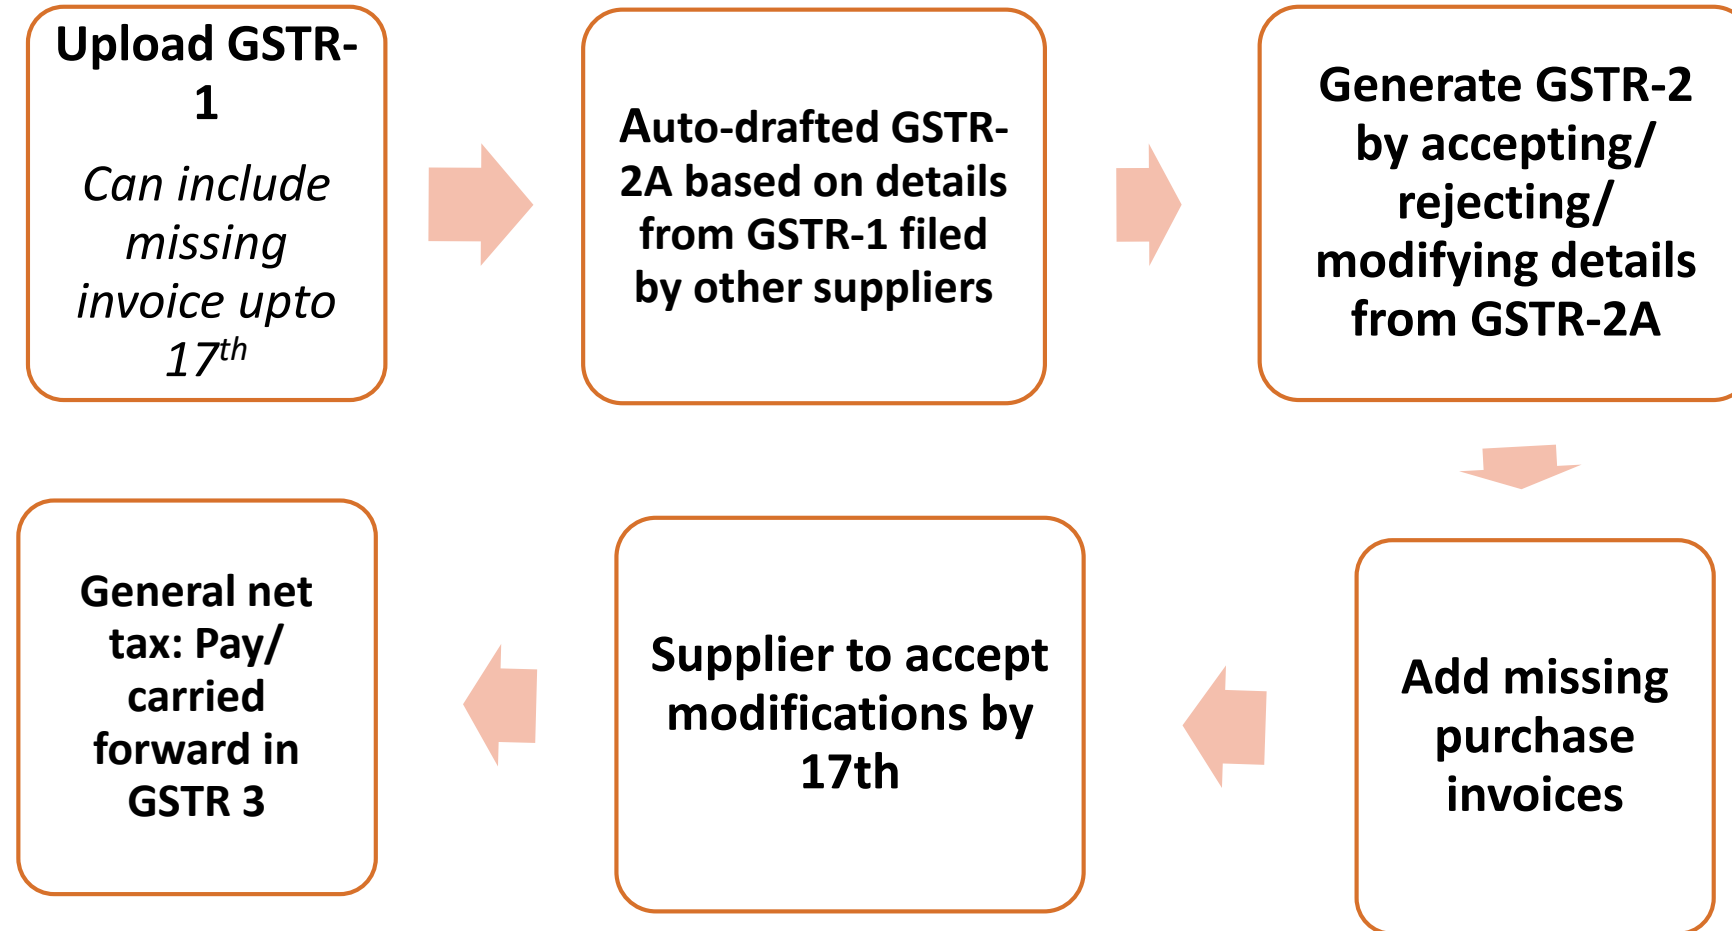 Upload GSTR-
1
Can include
missing
invoice upto
17th
Auto-drafted GSTR-
2A based on details
from GSTR-1 filed
by other suppliers
Generate GSTR-2
by accepting/
rejecting/
modifying details
from GSTR-2A
Add missing
purchase
invoices
Supplier to accept
modifications by
17th
General net
tax: Pay/
carried
forward in
GSTR 3